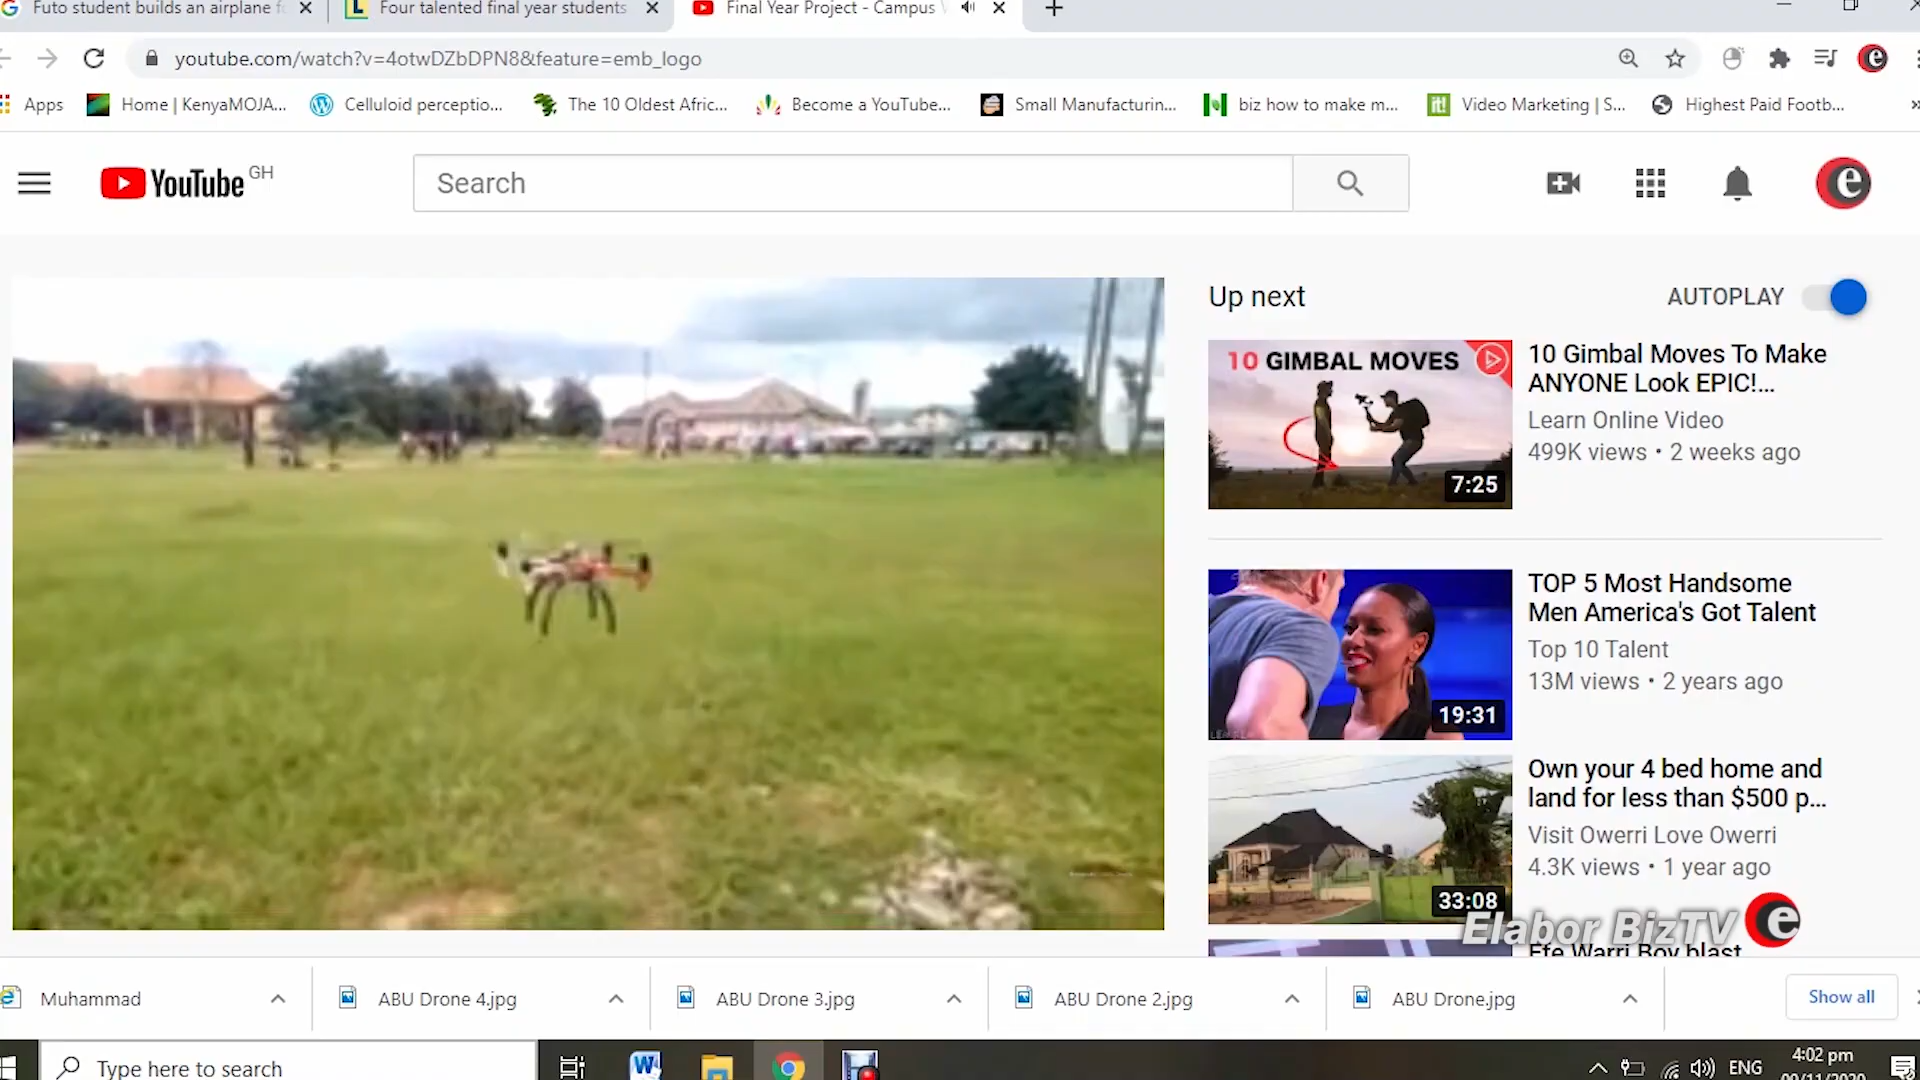 Futo student builds an airplane f
Four talented final year students
Final Year Project - Campus
youtube.com/watch?v=4otwDZbDPN8&feature=emb_logo
Apps
Home | KenyaMOJA...
Celluloid perceptio...
The 10 Oldest Afric...
Become a YouTube...
Small Manufacturin...
biz how to make m...
Video Marketing | S...
Highest Paid Footb...
»
YouTube GH
Search
e
Up next
AUTOPLAY
10 GIMBAL MOVES
7:25
10 Gimbal Moves To Make
ANYONE Look EPIC!...
Learn Online Video
499K views • 2 weeks ago
19:31
TOP 5 Most Handsome
Men America's Got Talent
Top 10 Talent
13M views • 2 years ago
33:08
Own your 4 bed home and
land for less than $500 p...
Visit Owerri Love Owerri
4.3K views • 1 year ago
Elabor BizTV e
Efe Warri Boy blast
Muhammad
ABU Drone 4.jpg
ABU Drone 3.jpg
ABU Drone 2.jpg
ABU Drone.jpg
Show all
Type here to search
ENG
4:02 pm
09/11/2020